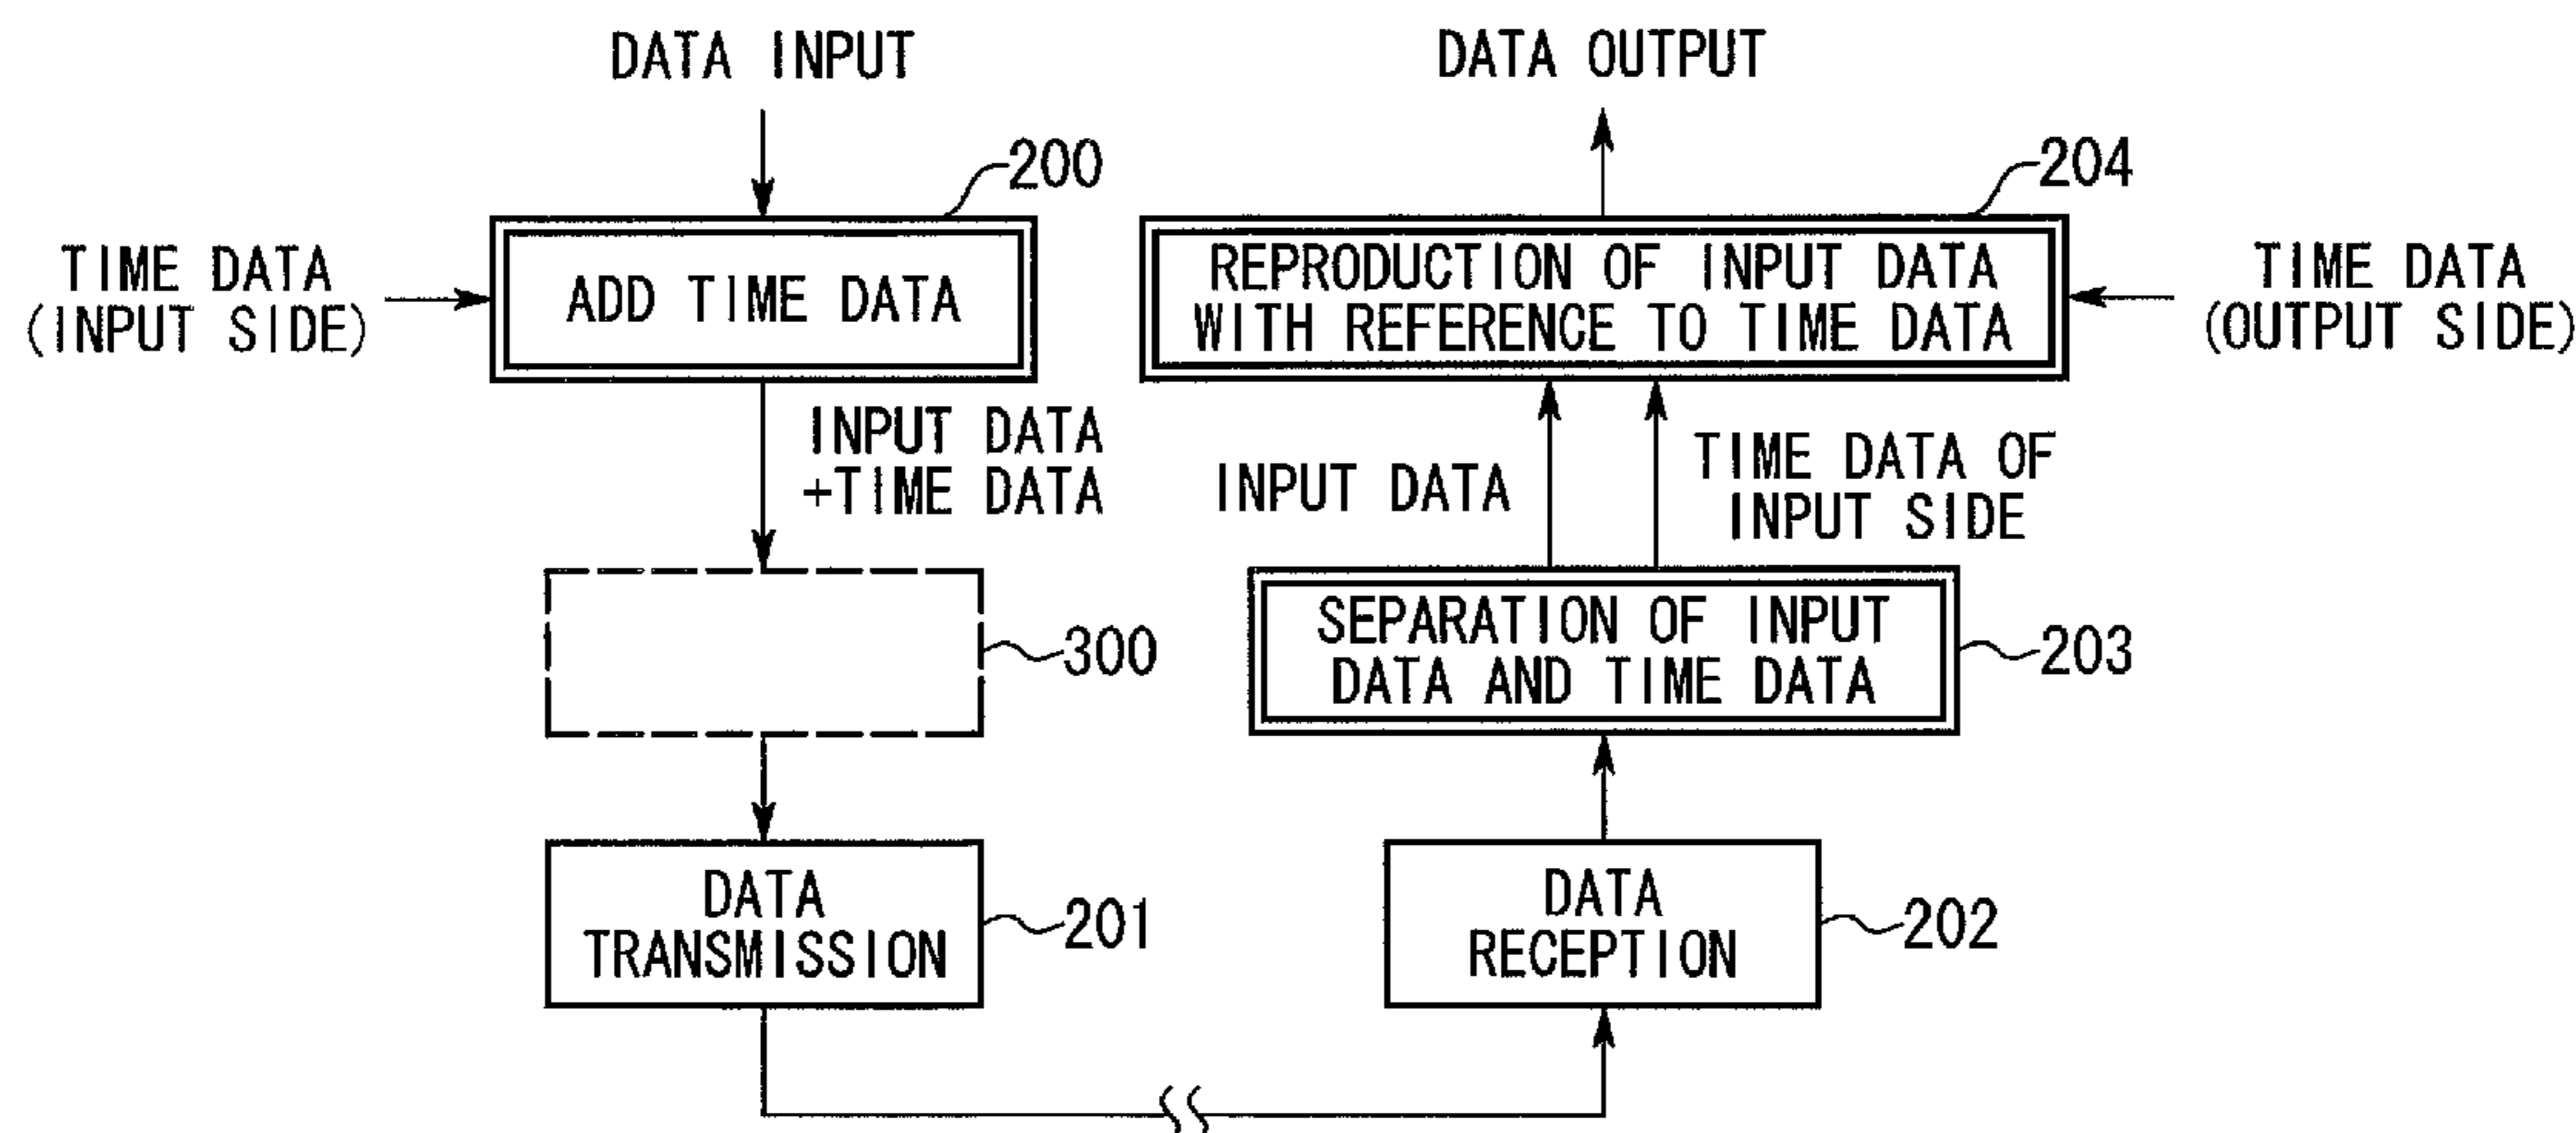 DATA INPUT
DATA OUTPUT
200
204
TIME DATA
(INPUT SIDE)
ADD TIME DATA
REPRODUCTION OF INPUT DATA
WITH REFERENCE TO TIME DATA
TIME DATA
(OUTPUT SIDE)
INPUT DATA
+TIME DATA
INPUT DATA
TIME DATA OF
INPUT SIDE
300
SEPARATION OF INPUT
DATA AND TIME DATA
203
DATA
TRANSMISSION
201
DATA
RECEPTION
202